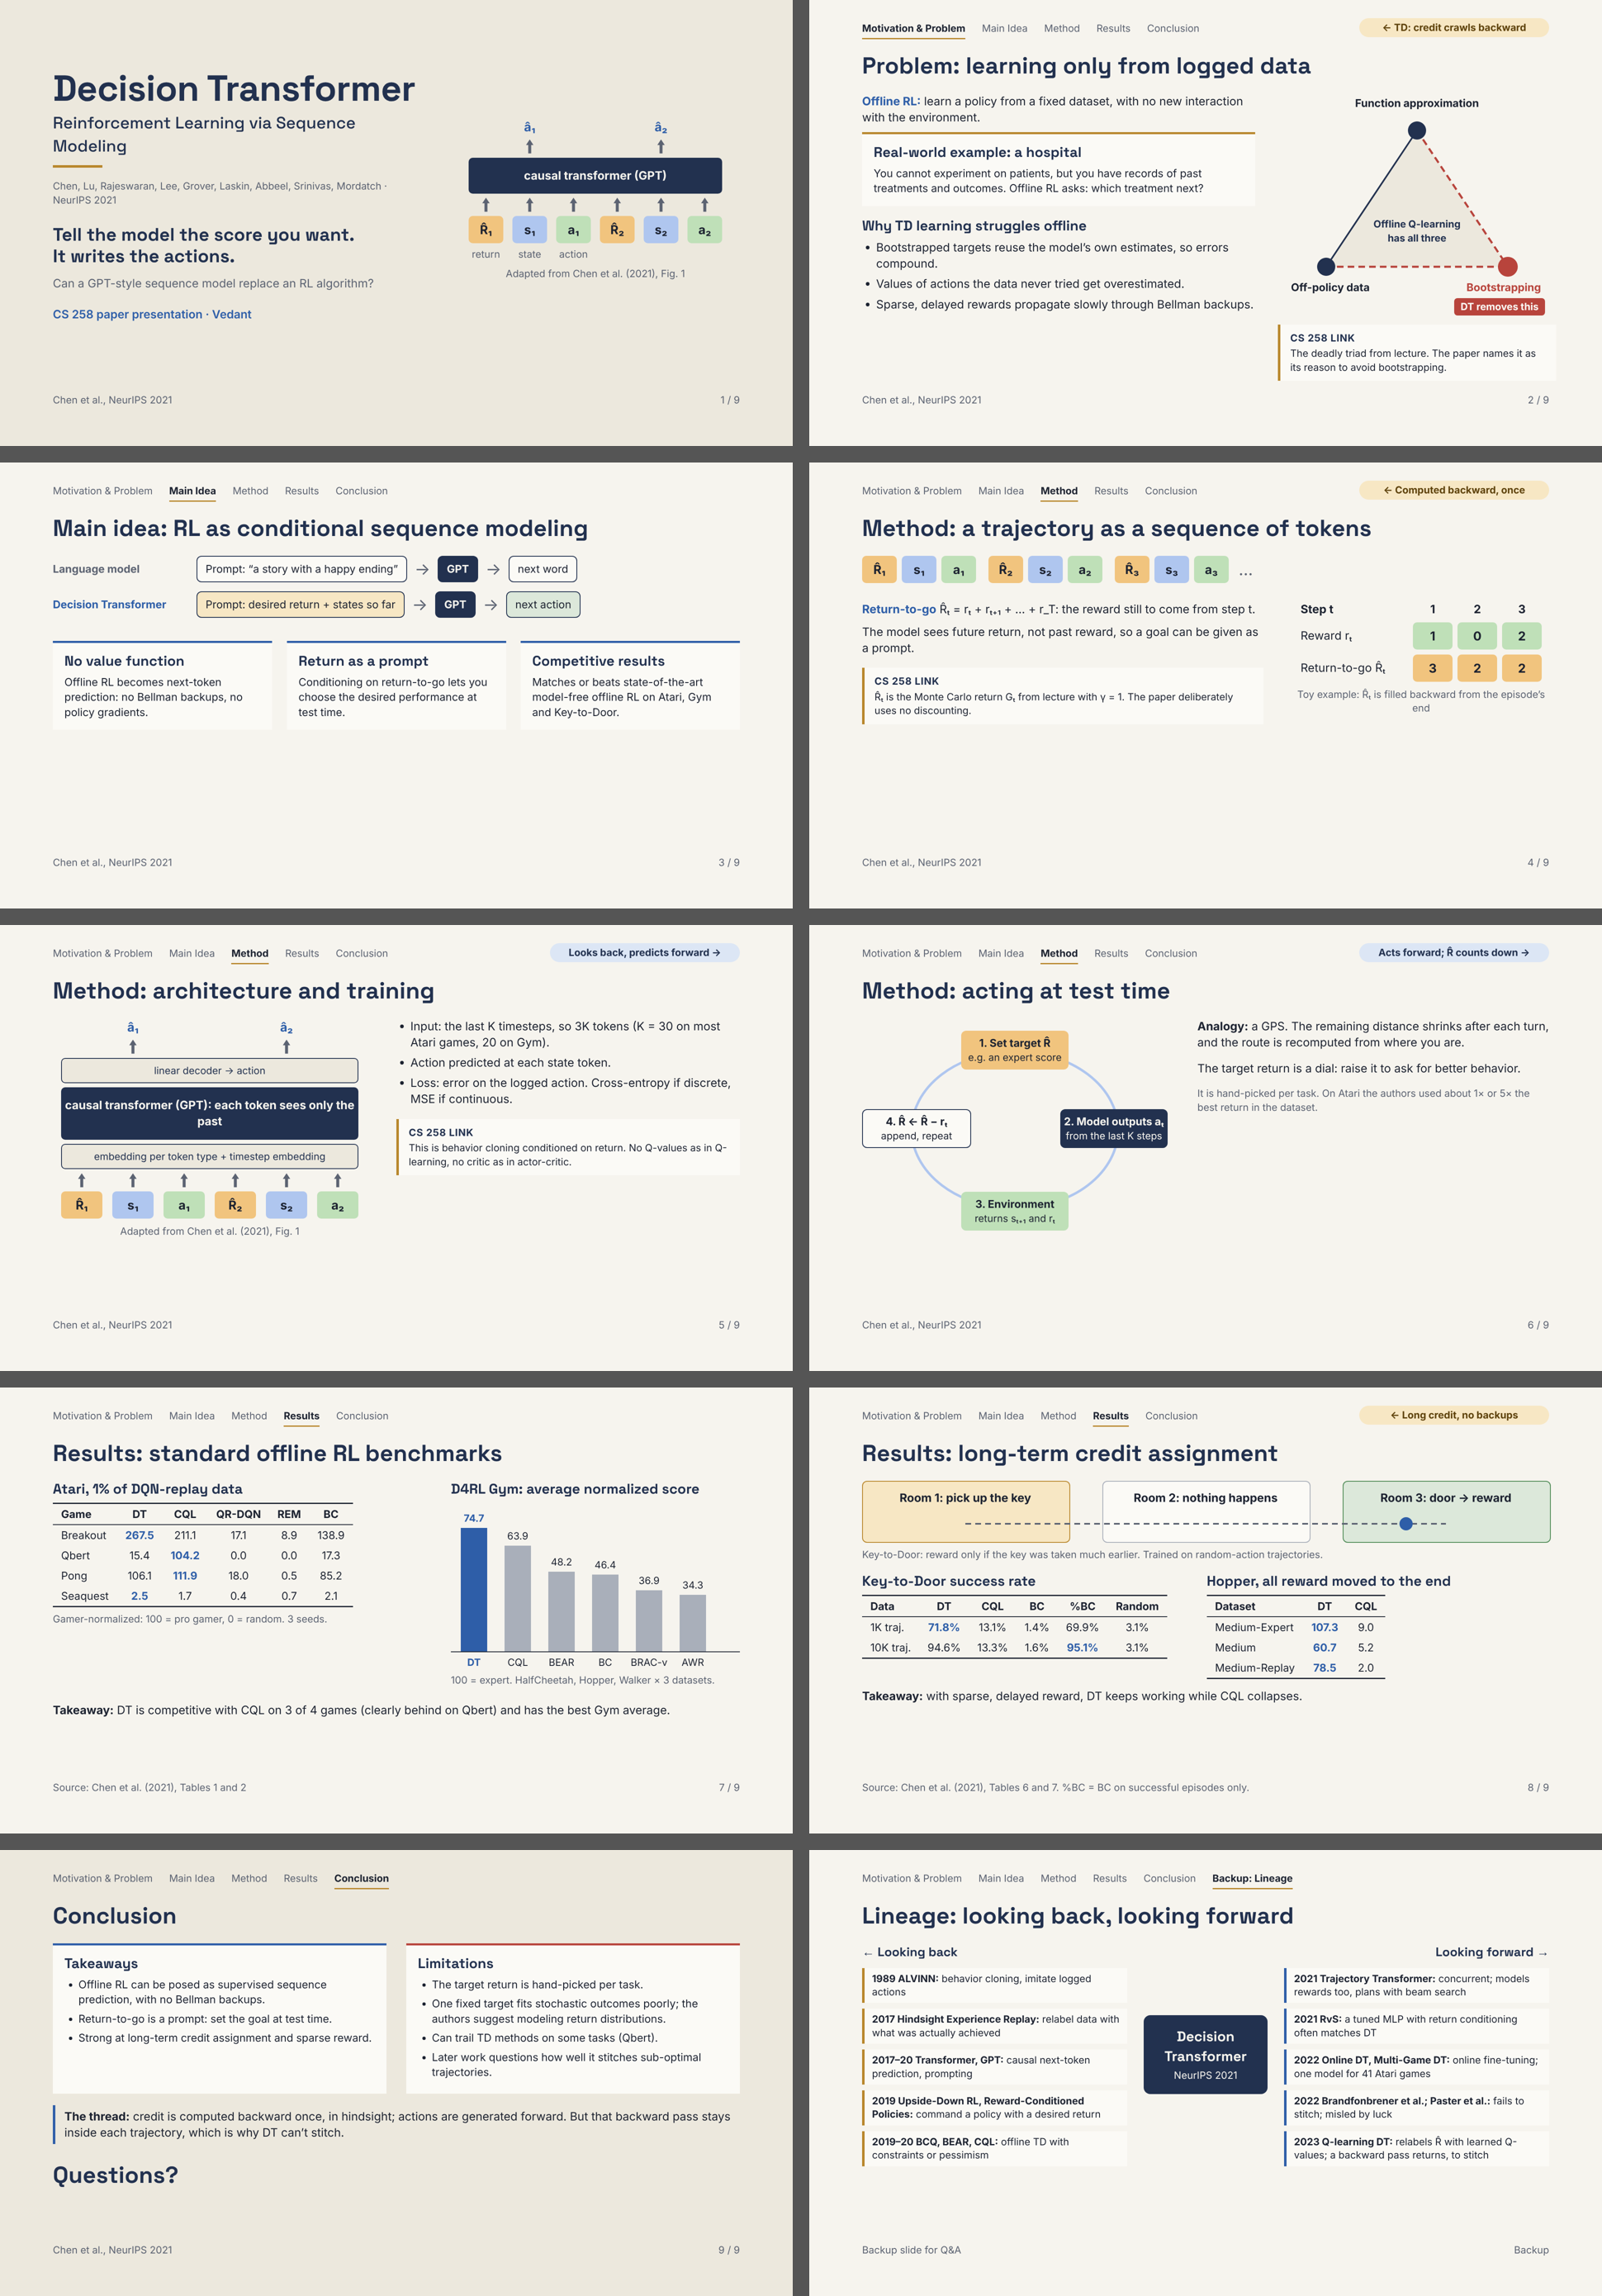 Decision Transformer
Reinforcement Learning via Sequence
Modeling
Chen, Lu, Rajeswaran, Lee, Grover, Laskin, Abbeel, Srinivas, Mordatch ·
NeurIPS 2021
Tell the model the score you want.
It writes the actions.
Can a GPT-style sequence model replace an RL algorithm?
CS 258 paper presentation · Vedant
â₁ â₂
causal transformer (GPT)
R̂₁ s₁ a₁ R̂₂ s₂ a₂
return state action
Adapted from Chen et al. (2021), Fig. 1
Chen et al., NeurIPS 2021 1 / 9
Motivation & Problem Main Idea Method Results Conclusion
← TD: credit crawls backward
Problem: learning only from logged data
Offline RL: learn a policy from a fixed dataset, with no new interaction
with the environment.
Real-world example: a hospital
You cannot experiment on patients, but you have records of past
treatments and outcomes. Offline RL asks: which treatment next?
Why TD learning struggles offline
• Bootstrapped targets reuse the model’s own estimates, so errors
compound.
• Values of actions the data never tried get overestimated.
• Sparse, delayed rewards propagate slowly through Bellman backups.
Function approximation
Offline Q-learning
has all three
Off-policy data Bootstrapping
DT removes this
CS 258 LINK
The deadly triad from lecture. The paper names it as
its reason to avoid bootstrapping.
Chen et al., NeurIPS 2021 2 / 9
Motivation & Problem Main Idea Method Results Conclusion
Main idea: RL as conditional sequence modeling
Language model Prompt: “a story with a happy ending” → GPT → next word
Decision Transformer Prompt: desired return + states so far → GPT → next action
No value function
Offline RL becomes next-token
prediction: no Bellman backups, no
policy gradients.
Return as a prompt
Conditioning on return-to-go lets you
choose the desired performance at
test time.
Competitive results
Matches or beats state-of-the-art
model-free offline RL on Atari, Gym
and Key-to-Door.
Chen et al., NeurIPS 2021 3 / 9
Motivation & Problem Main Idea Method Results Conclusion
← Computed backward, once
Method: a trajectory as a sequence of tokens
R̂₁ s₁ a₁ R̂₂ s₂ a₂ R̂₃ s₃ a₃ …
Return-to-go R̂ₜ = rₜ + rₜ₊₁ + … + r_T: the reward still to come from step t.
The model sees future return, not past reward, so a goal can be given as
a prompt.
CS 258 LINK
R̂ₜ is the Monte Carlo return Gₜ from lecture with γ = 1. The paper deliberately
uses no discounting.
Step t 1 2 3
Reward rₜ 1 0 2
Return-to-go R̂ₜ 3 2 2
Toy example: R̂ₜ is filled backward from the episode’s
end
Chen et al., NeurIPS 2021 4 / 9
Motivation & Problem Main Idea Method Results Conclusion
Looks back, predicts forward →
Method: architecture and training
â₁ â₂
linear decoder → action
causal transformer (GPT): each token sees only the
past
embedding per token type + timestep embedding
R̂₁ s₁ a₁ R̂₂ s₂ a₂
Adapted from Chen et al. (2021), Fig. 1
• Input: the last K timesteps, so 3K tokens (K = 30 on most
Atari games, 20 on Gym).
• Action predicted at each state token.
• Loss: error on the logged action. Cross-entropy if discrete,
MSE if continuous.
CS 258 LINK
This is behavior cloning conditioned on return. No Q-values as in Q-
learning, no critic as in actor-critic.
Chen et al., NeurIPS 2021 5 / 9
Motivation & Problem Main Idea Method Results Conclusion
Acts forward; R̂ counts down →
Method: acting at test time
1. Set target R̂
e.g. an expert score
4. R̂ ← R̂ − rₜ
append, repeat
2. Model outputs aₜ
from the last K steps
3. Environment
returns sₜ₊₁ and rₜ
Analogy: a GPS. The remaining distance shrinks after each turn,
and the route is recomputed from where you are.
The target return is a dial: raise it to ask for better behavior.
It is hand-picked per task. On Atari the authors used about 1× or 5× the
best return in the dataset.
Chen et al., NeurIPS 2021 6 / 9
Motivation & Problem Main Idea Method Results Conclusion
Results: standard offline RL benchmarks
Atari, 1% of DQN-replay data
Game DT CQL QR-DQN REM BC
Breakout 267.5 211.1 17.1 8.9 138.9
Qbert 15.4 104.2 0.0 0.0 17.3
Pong 106.1 111.9 18.0 0.5 85.2
Seaquest 2.5 1.7 0.4 0.7 2.1
Gamer-normalized: 100 = pro gamer, 0 = random. 3 seeds.
D4RL Gym: average normalized score
74.7 63.9 48.2 46.4 36.9 34.3
DT CQL BEAR BC BRAC-v AWR
100 = expert. HalfCheetah, Hopper, Walker × 3 datasets.
Takeaway: DT is competitive with CQL on 3 of 4 games (clearly behind on Qbert) and has the best Gym average.
Source: Chen et al. (2021), Tables 1 and 2 7 / 9
Motivation & Problem Main Idea Method Results Conclusion
← Long credit, no backups
Results: long-term credit assignment
Room 1: pick up the key Room 2: nothing happens Room 3: door → reward
Key-to-Door: reward only if the key was taken much earlier. Trained on random-action trajectories.
Key-to-Door success rate
Data DT CQL BC %BC Random
1K traj. 71.8% 13.1% 1.4% 69.9% 3.1%
10K traj. 94.6% 13.3% 1.6% 95.1% 3.1%
Hopper, all reward moved to the end
Dataset DT CQL
Medium-Expert 107.3 9.0
Medium 60.7 5.2
Medium-Replay 78.5 2.0
Takeaway: with sparse, delayed reward, DT keeps working while CQL collapses.
Source: Chen et al. (2021), Tables 6 and 7. %BC = BC on successful episodes only. 8 / 9
Motivation & Problem Main Idea Method Results Conclusion
Conclusion
Takeaways
• Offline RL can be posed as supervised sequence
prediction, with no Bellman backups.
• Return-to-go is a prompt: set the goal at test time.
• Strong at long-term credit assignment and sparse reward.
Limitations
• The target return is hand-picked per task.
• One fixed target fits stochastic outcomes poorly; the
authors suggest modeling return distributions.
• Can trail TD methods on some tasks (Qbert).
• Later work questions how well it stitches sub-optimal
trajectories.
The thread: credit is computed backward once, in hindsight; actions are generated forward. But that backward pass stays
inside each trajectory, which is why DT can’t stitch.
Questions?
Chen et al., NeurIPS 2021 9 / 9
Motivation & Problem Main Idea Method Results Conclusion Backup: Lineage
Lineage: looking back, looking forward
← Looking back
1989 ALVINN: behavior cloning, imitate logged
actions
2017 Hindsight Experience Replay: relabel data with
what was actually achieved
2017–20 Transformer, GPT: causal next-token
prediction, prompting
2019 Upside-Down RL, Reward-Conditioned
Policies: command a policy with a desired return
2019–20 BCQ, BEAR, CQL: offline TD with
constraints or pessimism
Decision
Transformer
NeurIPS 2021
Looking forward →
2021 Trajectory Transformer: concurrent; models
rewards too, plans with beam search
2021 RvS: a tuned MLP with return conditioning
often matches DT
2022 Online DT, Multi-Game DT: online fine-tuning;
one model for 41 Atari games
2022 Brandfonbrener et al.; Paster et al.: fails to
stitch; misled by luck
2023 Q-learning DT: relabels R̂ with learned Q-
values; a backward pass returns, to stitch
Backup slide for Q&A Backup